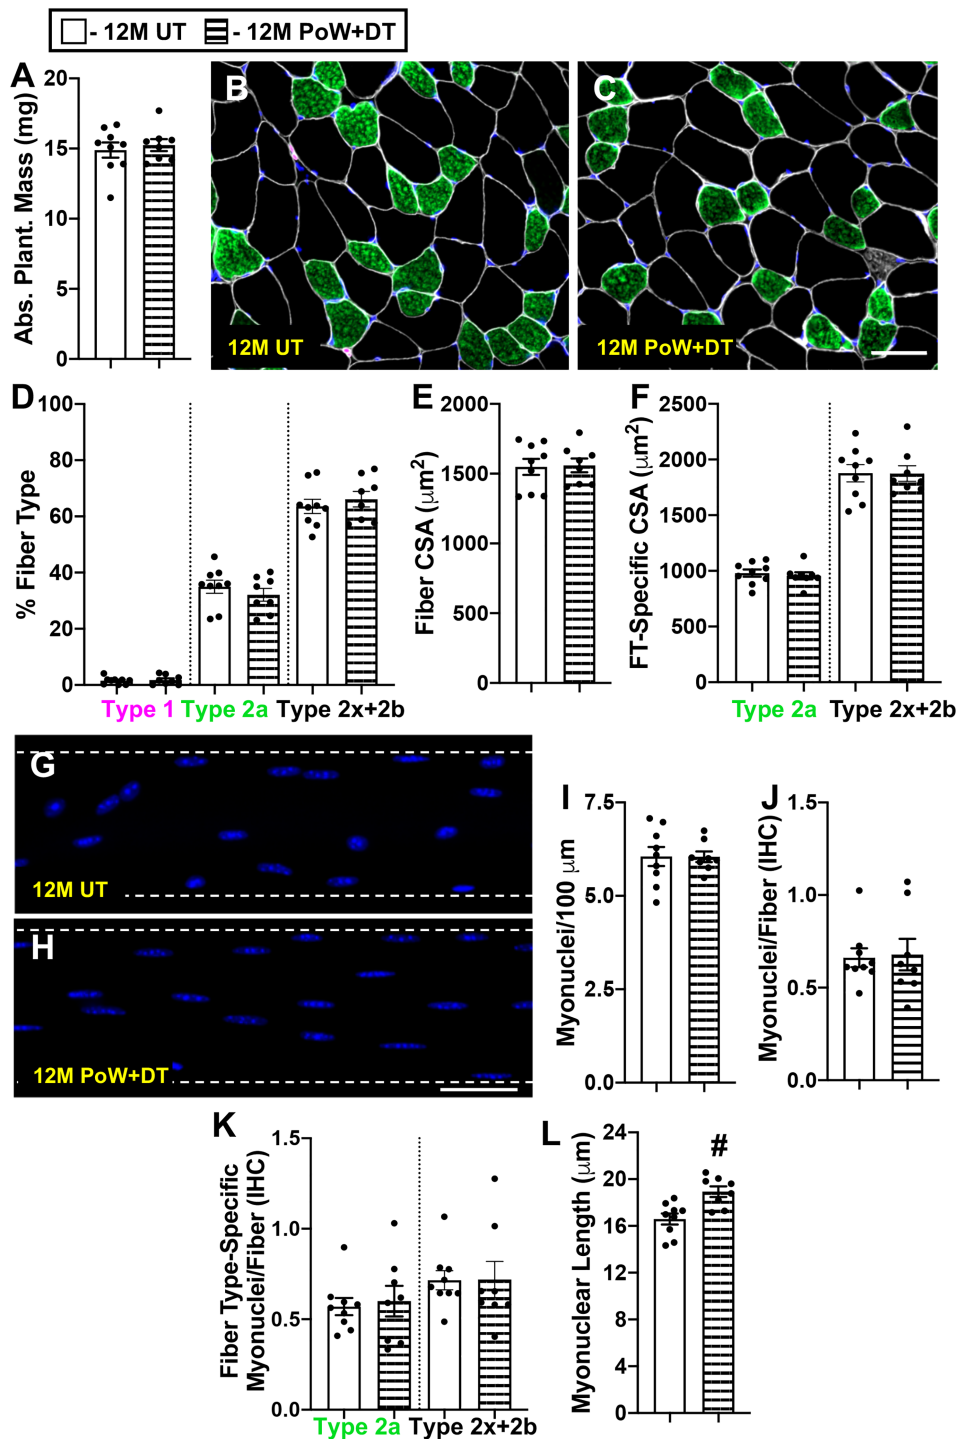 - 12M UT - 12M PoW+DT
A
Abs. Plant. Mass (mg)
20
15
10
5
0
B
12M UT
C
12M PoW+DT
D
% Fiber Type
100
80
60
40
20
0
Type 1 Type 2a Type 2x+2b
E
Fiber CSA (μm²)
2000
1500
1000
500
0
F
FT-Specific CSA (μm²)
2500
2000
1500
1000
500
0
Type 2a Type 2x+2b
G
12M UT
H
12M PoW+DT
I
Myonuclei/100 μm
7.5
5.0
2.5
0.0
J
Myonuclei/Fiber (IHC)
1.5
1.0
0.5
0.0
K
Fiber Type-Specific
Myonuclei/Fiber (IHC)
1.5
1.0
0.5
0.0
Type 2a Type 2x+2b
L
Myonuclear Length (μm)
24
20
16
12
8
4
0
#